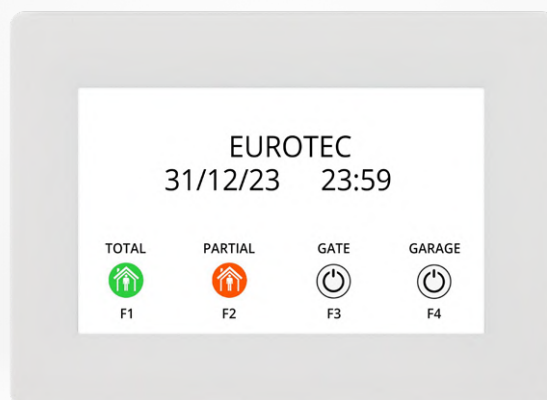 EUROTEC
31/12/23 23:59
TOTAL PARTIAL GATE GARAGE
F1 F2 F3 F4